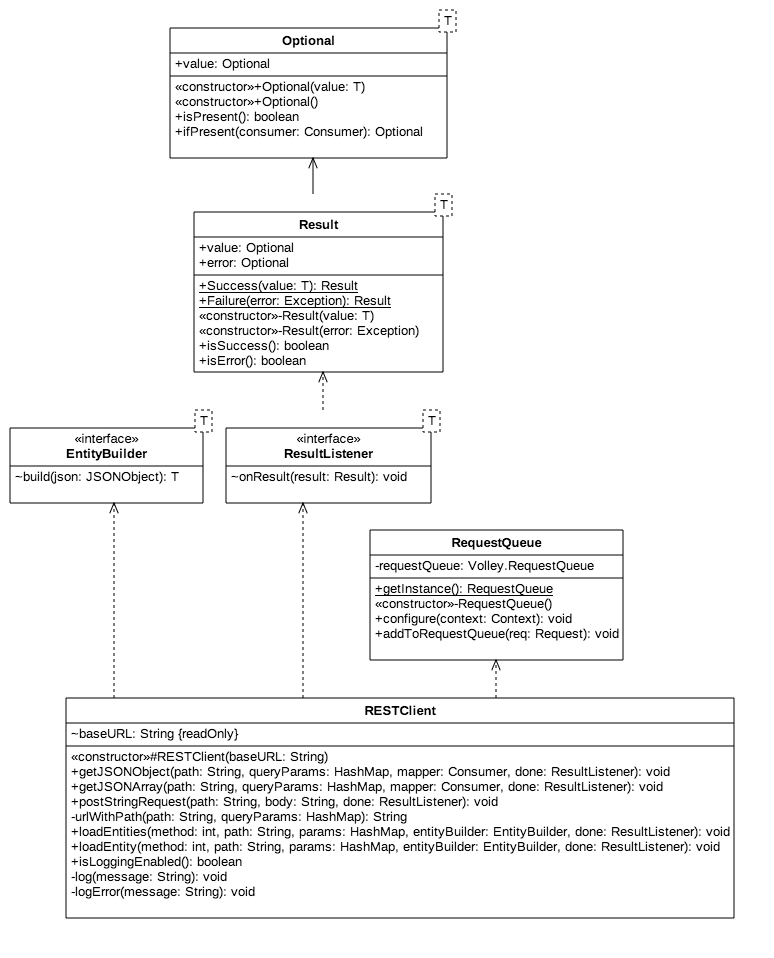 T
Optional
+value: Optional
«constructor»+Optional(value: T)
«constructor»+Optional()
+isPresent(): boolean
+ifPresent(consumer: Consumer): Optional
T
Result
+value: Optional
+error: Optional
+Success(value: T): Result
+Failure(error: Exception): Result
«constructor»-Result(value: T)
«constructor»-Result(error: Exception)
+isSuccess(): boolean
+isError(): boolean
T
«interface»
EntityBuilder
~build(json: JSONObject): T
T
«interface»
ResultListener
~onResult(result: Result): void
RequestQueue
-requestQueue: Volley.RequestQueue
+getInstance(): RequestQueue
«constructor»-RequestQueue()
+configure(context: Context): void
+addToRequestQueue(req: Request): void
RESTClient
~baseURL: String {readOnly}
«constructor»#RESTClient(baseURL: String)
+getJSONObject(path: String, queryParams: HashMap, mapper: Consumer, done: ResultListener): void
+getJSONArray(path: String, queryParams: HashMap, mapper: Consumer, done: ResultListener): void
+postStringRequest(path: String, body: String, done: ResultListener): void
-urlWithPath(path: String, queryParams: HashMap): String
+loadEntities(method: int, path: String, params: HashMap, entityBuilder: EntityBuilder, done: ResultListener): void
+loadEntity(method: int, path: String, params: HashMap, entityBuilder: EntityBuilder, done: ResultListener): void
+isLoggingEnabled(): boolean
-log(message: String): void
-logError(message: String): void